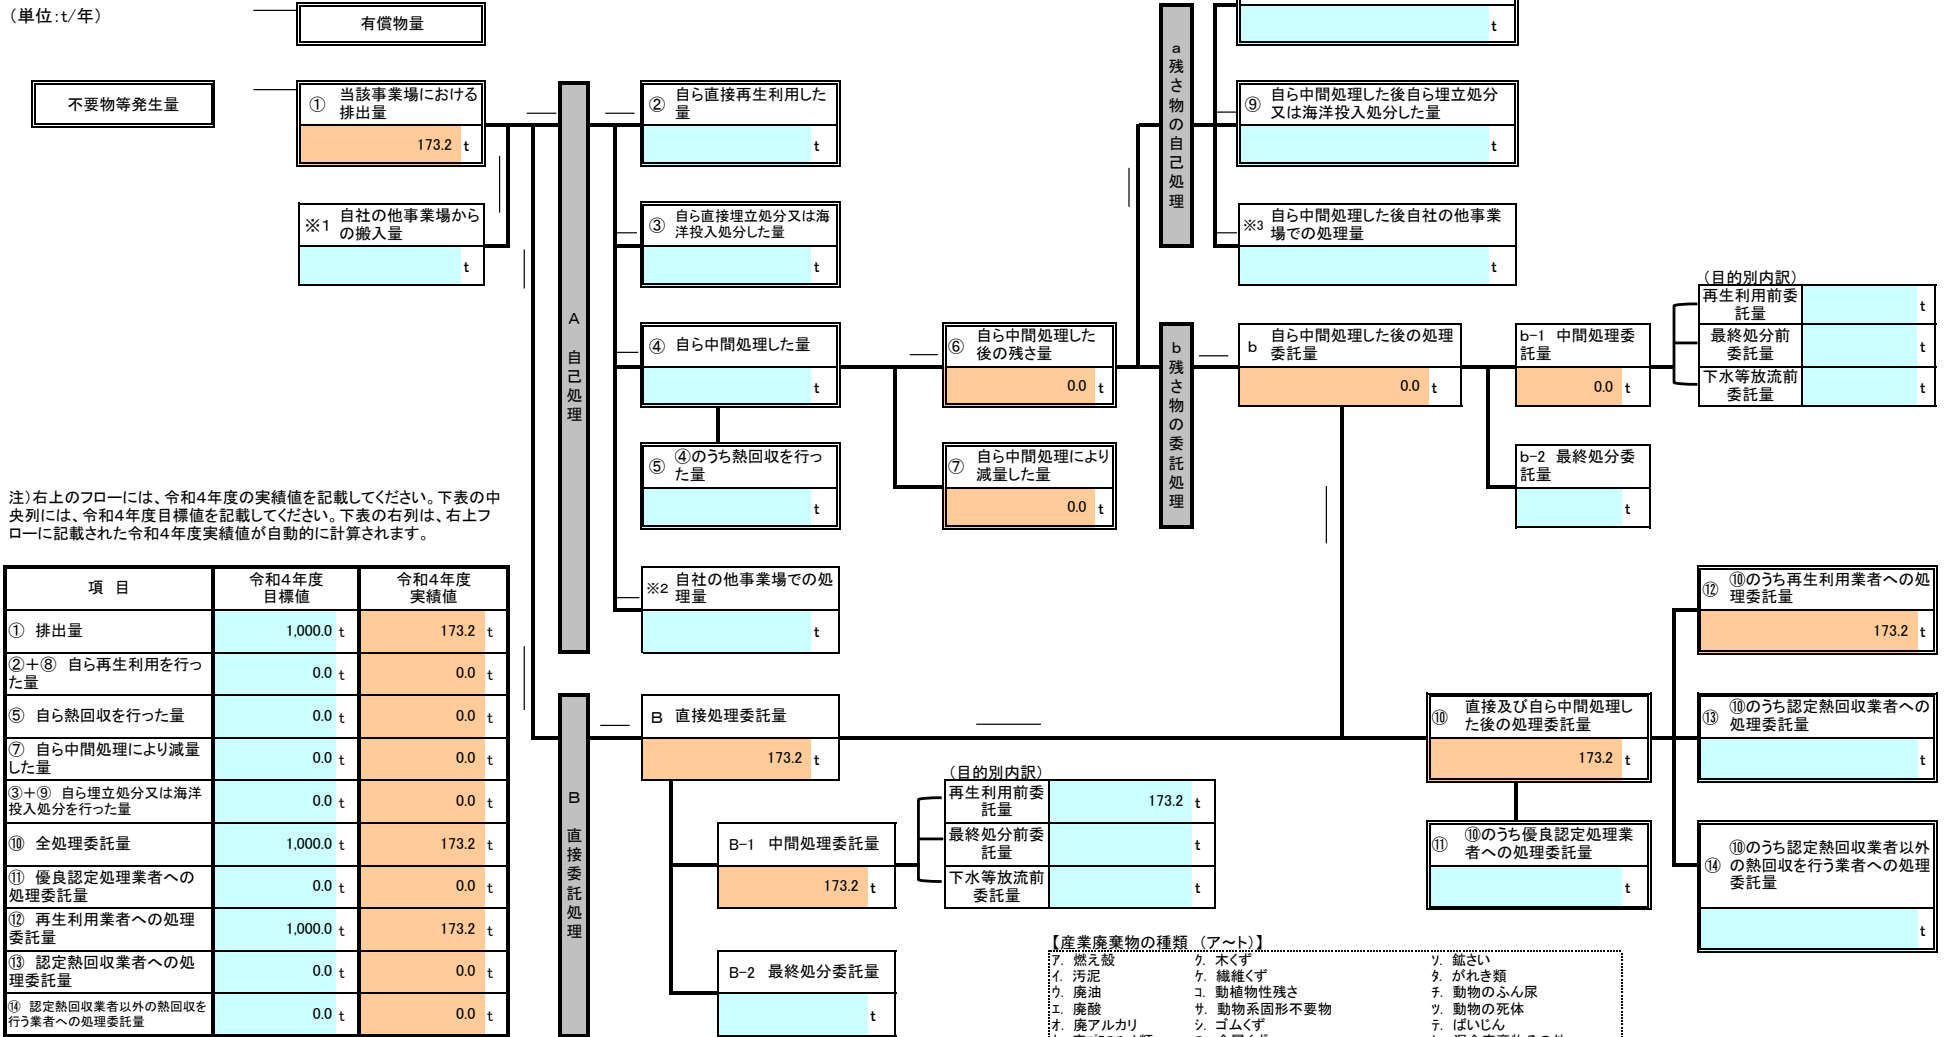 (単位:t/年)
有償物量
不要物等発生量
① 当該事業場における
排出量
173.2 t
※1 自社の他事業場から
の搬入量
t
A 自己処理
② 自ら直接再生利用した
量
t
③ 自ら直接埋立処分又は海
洋投入処分した量
t
④ 自ら中間処理した量
t
⑤ ④のうち熱回収を行っ
た量
t
※2 自社の他事業場での処
理量
t
⑥ 自ら中間処理した
後の残さ量
0.0 t
⑦ 自ら中間処理により
減量した量
0.0 t
a 残さ物の自己処理
t
⑨ 自ら中間処理した後自ら埋立処分
又は海洋投入処分した量
t
※3 自ら中間処理した後自社の他事業
場での処理量
t
b 残さ物の委託処理
b 自ら中間処理した後の処理
委託量
0.0 t
b-1 中間処理委
託量
0.0 t
b-2 最終処分委
託量
t
(目的別内訳)
再生利用前委
託量 t
最終処分前
委託量 t
下水等放流前
委託量 t
注)右上のフローには、令和4年度の実績値を記載してください。下表の中
央列には、令和4年度目標値を記載してください。下表の右列は、右上フ
ローに記載された令和4年度実績値が自動的に計算されます。
項 目 令和4年度 目標値 令和4年度 実績値
① 排出量 1,000.0 t 173.2 t
②+⑧ 自ら再生利用を行っ
た量 0.0 t 0.0 t
⑤ 自ら熱回収を行った量 0.0 t 0.0 t
⑦ 自ら中間処理により減量
した量 0.0 t 0.0 t
③+⑨ 自ら埋立処分又は海洋
投入処分を行った量 0.0 t 0.0 t
⑩ 全処理委託量 1,000.0 t 173.2 t
⑪ 優良認定処理業者への
処理委託量 0.0 t 0.0 t
⑫ 再生利用業者への処理
委託量 1,000.0 t 173.2 t
⑬ 認定熱回収業者への処
理委託量 0.0 t 0.0 t
⑭ 認定熱回収業者以外の熱回収を
行う業者への処理委託量 0.0 t 0.0 t
B 直接委託処理
B 直接処理委託量
173.2 t
B-1 中間処理委託量
173.2 t
B-2 最終処分委託量
t
(目的別内訳)
再生利用前委
託量 173.2 t
最終処分前委
託量 t
下水等放流前
委託量 t
⑩ 直接及び自ら中間処理し
た後の処理委託量
173.2 t
⑪ ⑩のうち優良認定処理業
者への処理委託量
t
⑫ ⑩のうち再生利用業者への処
理委託量
173.2 t
⑬ ⑩のうち認定熱回収業者への
処理委託量
t
⑭ ⑩のうち認定熱回収業者以外
の熱回収を行う業者への処理
委託量
t
【産業廃棄物の種類 (ア～ト)】
ア. 燃え殻 ク. 木くず ソ. 鉱さい
イ. 汚泥 ケ. 繊維くず タ. がれき類
ウ. 廃油 コ. 動植物性残さ チ. 動物のふん尿
エ. 廃酸 サ. 動物系固形不要物 ツ. 動物の死体
オ. 廃アルカリ シ. ゴムくず テ. ばいじん